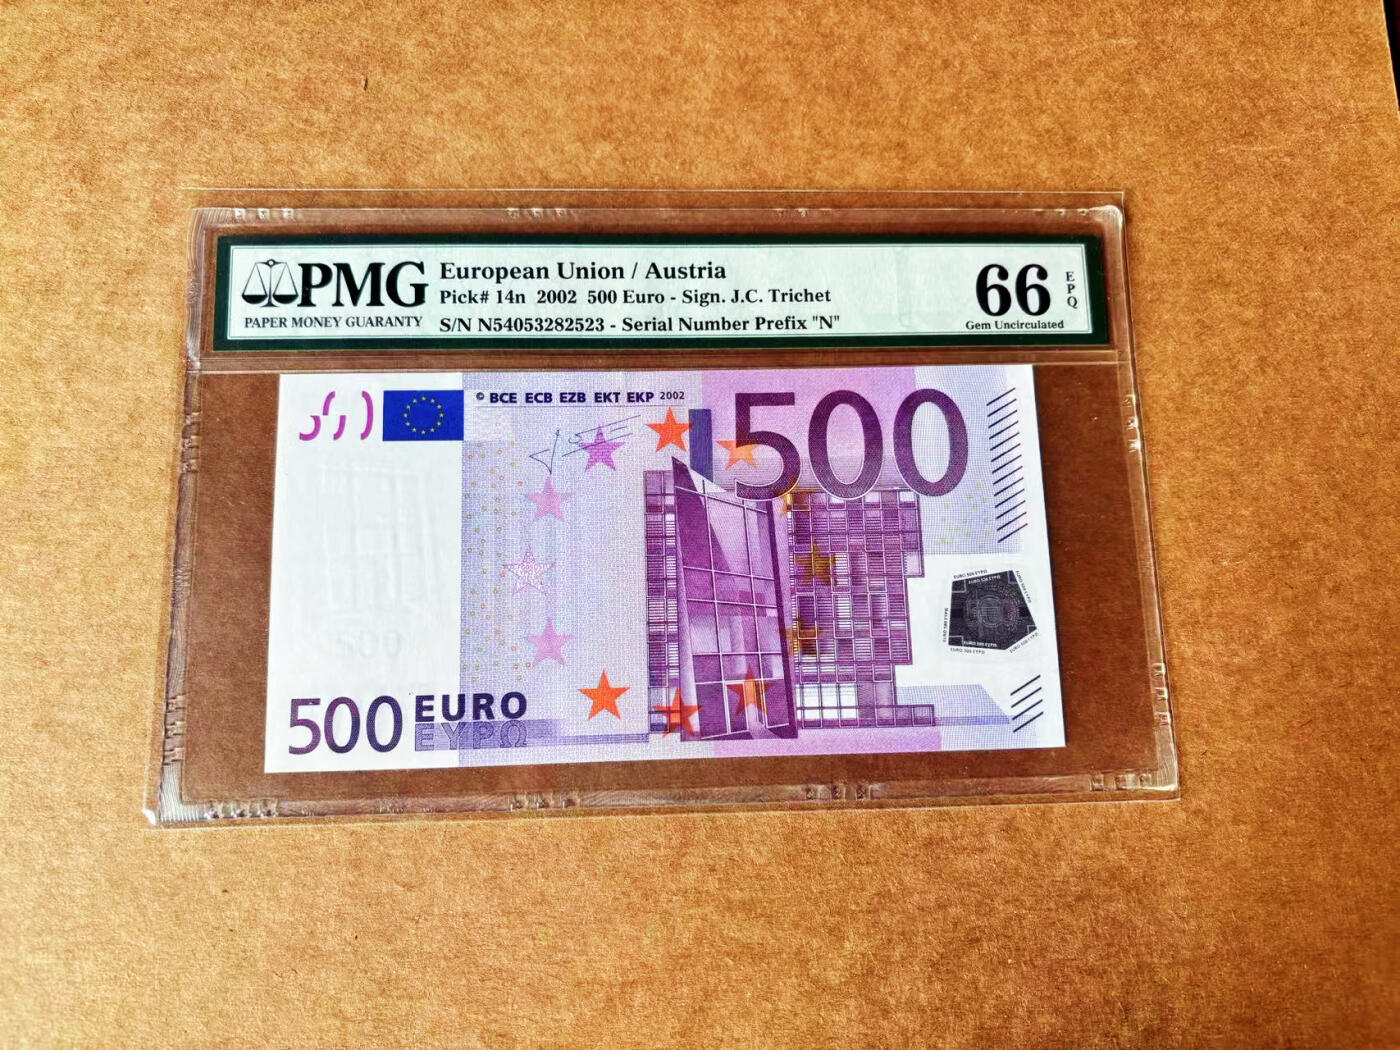 PMG
PAPER MONEY GUARANTY
European Union / Austria
Pick# 14n 2002 500 Euro - Sign. J.C. Trichet
S/N N54053282523 - Serial Number Prefix "N"
66
EPQ
Gem Uncirculated
© BCE ECB EZB EKT EKP 2002
500
500
500 EURO
ΕΥΡΩ